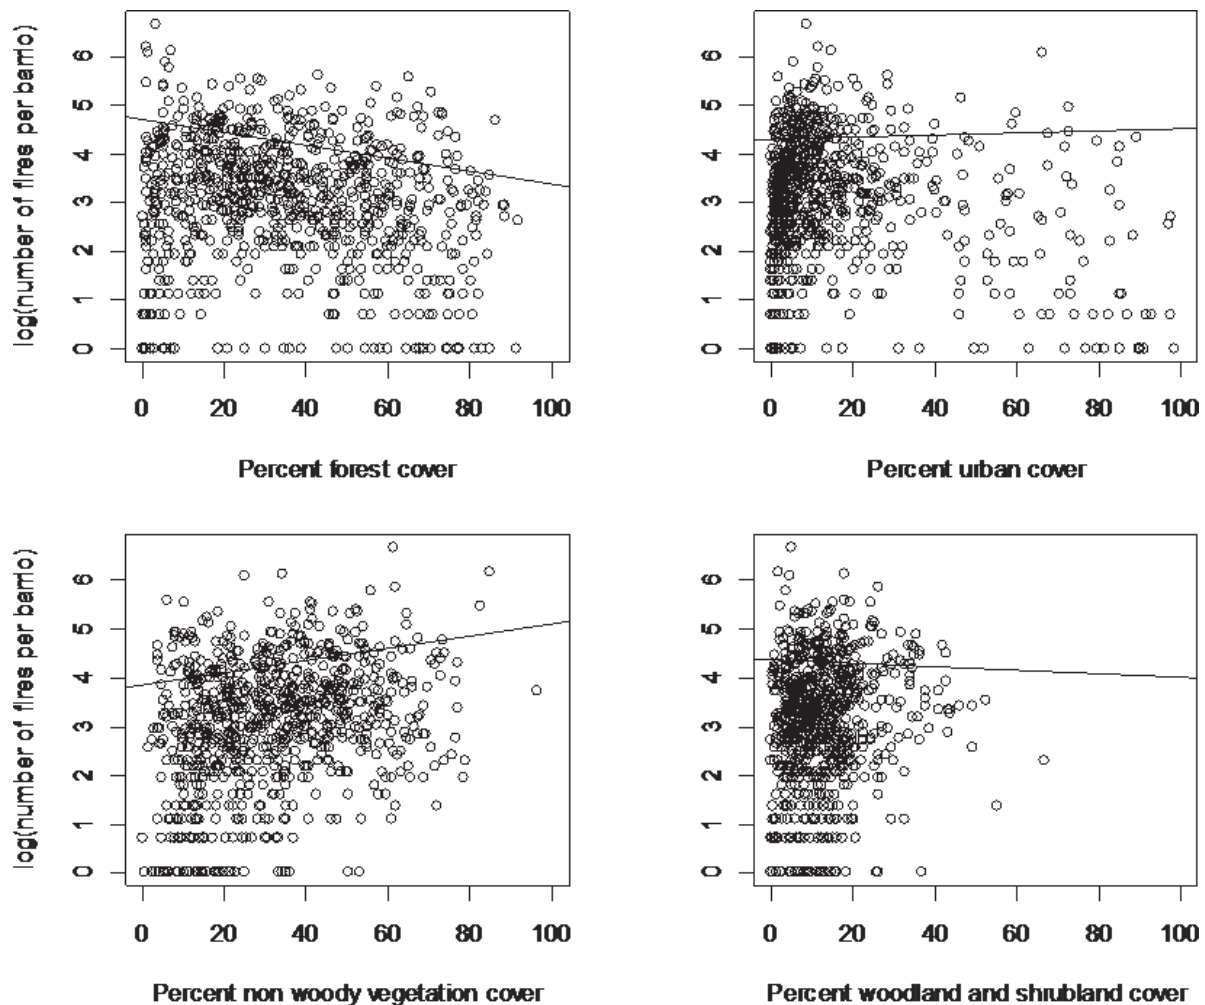 log(number of fires per barrio)
6
5
4
3
2
1
0
0 20 40 60 80 100
Percent forest cover
6
5
4
3
2
1
0
0 20 40 60 80 100
Percent urban cover
log(number of fires per barrio)
6
5
4
3
2
1
0
0 20 40 60 80 100
Percent non woody vegetation cover
6
5
4
3
2
1
0
0 20 40 60 80 100
Percent woodland and shrubland cover